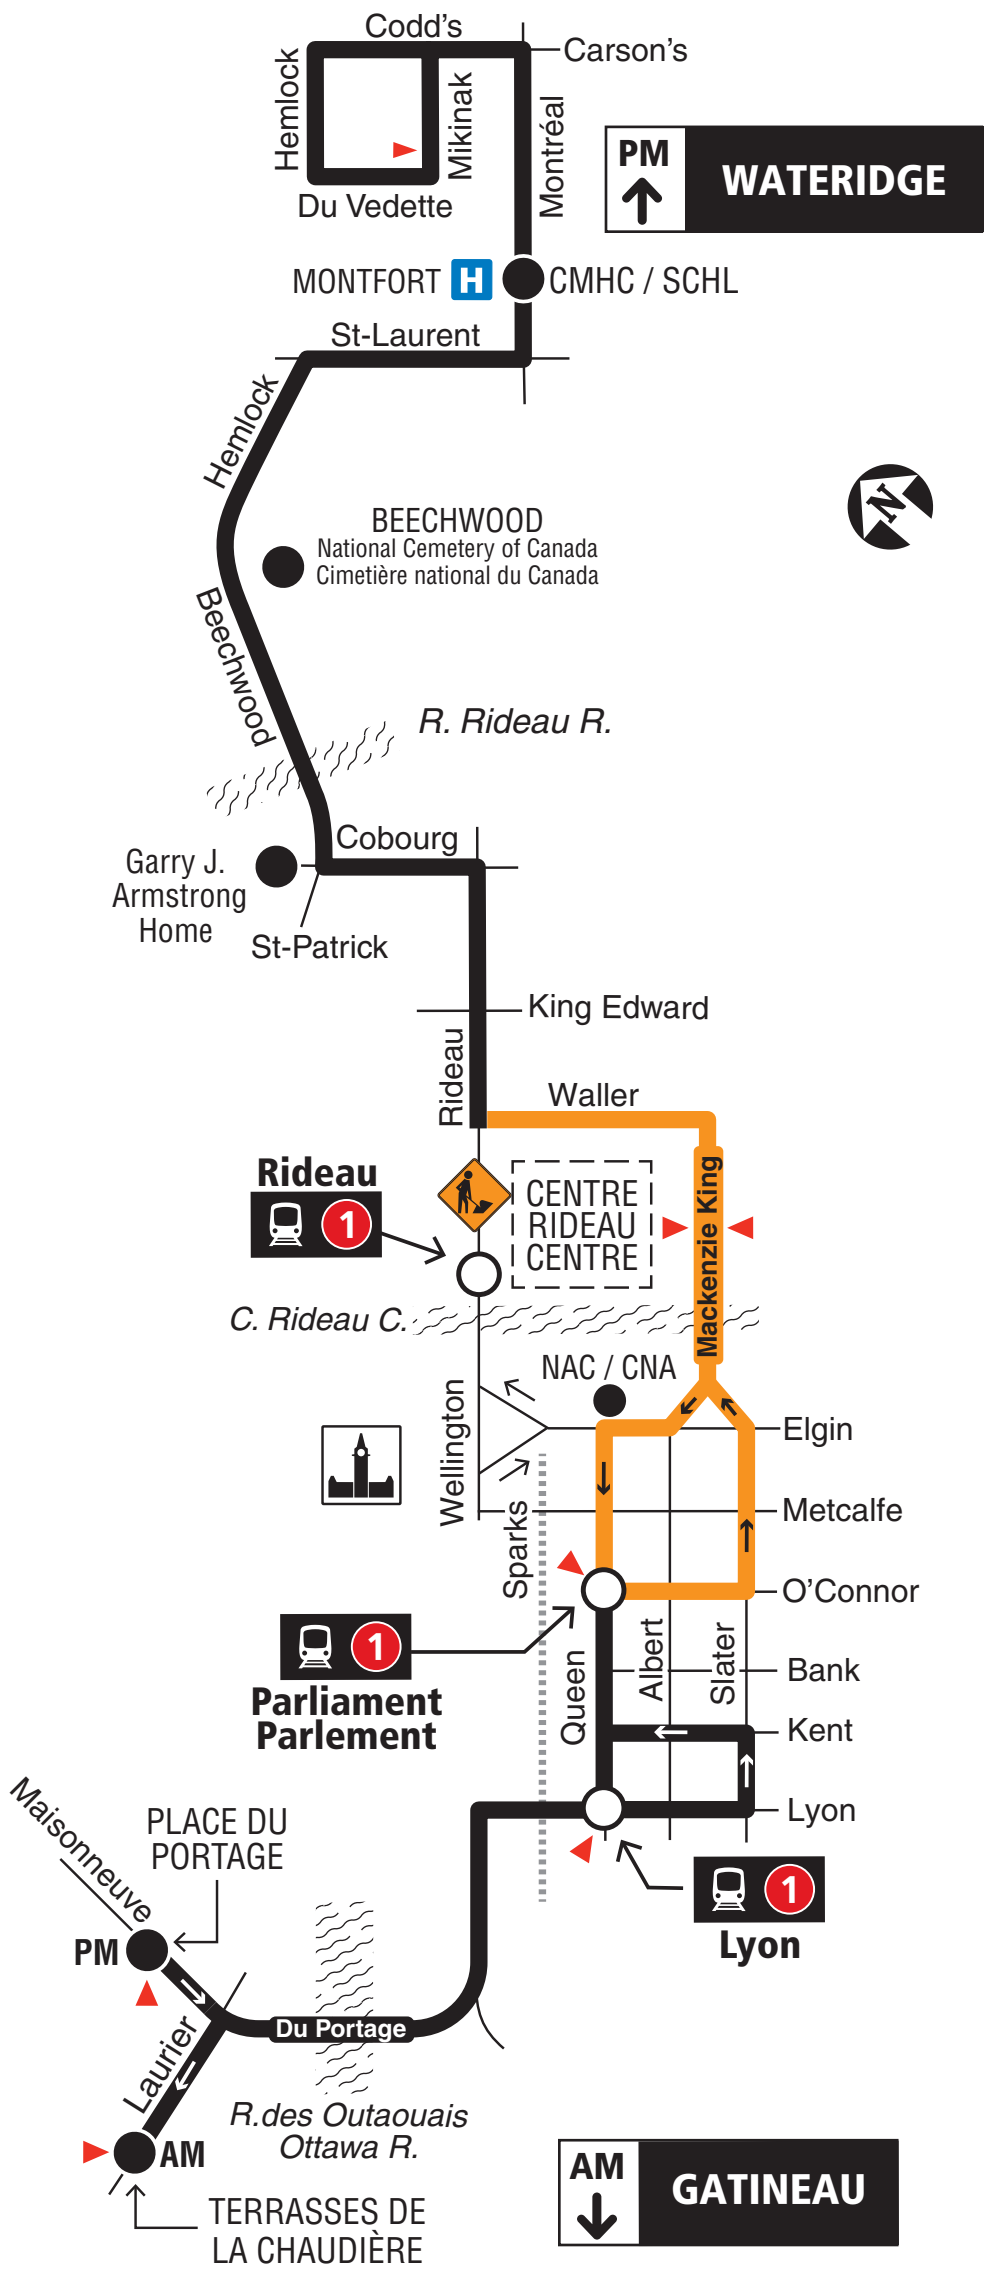 Codd's
Carson's
Hemlock
Mikinak
Montréal
Du Vedette
PM
WATERIDGE
MONTFORT H CMHC / SCHL
St-Laurent
Hemlock
N
BEECHWOOD
National Cemetery of Canada
Cimetière national du Canada
Beechwood
R. Rideau R.
Cobourg
Garry J.
Armstrong
Home
St-Patrick
King Edward
Rideau
Waller
Rideau
1
CENTRE
RIDEAU
CENTRE
Mackenzie King
C. Rideau C.
NAC / CNA
Wellington
Elgin
Metcalfe
Sparks
O'Connor
1
Parliament
Parlement
Queen
Albert
Slater
Bank
Kent
Lyon
1
Lyon
Maisonneuve
PLACE DU
PORTAGE
PM
Du Portage
Laurier
AM
R.des Outaouais
Ottawa R.
TERRASSES DE
LA CHAUDIÈRE
AM
GATINEAU